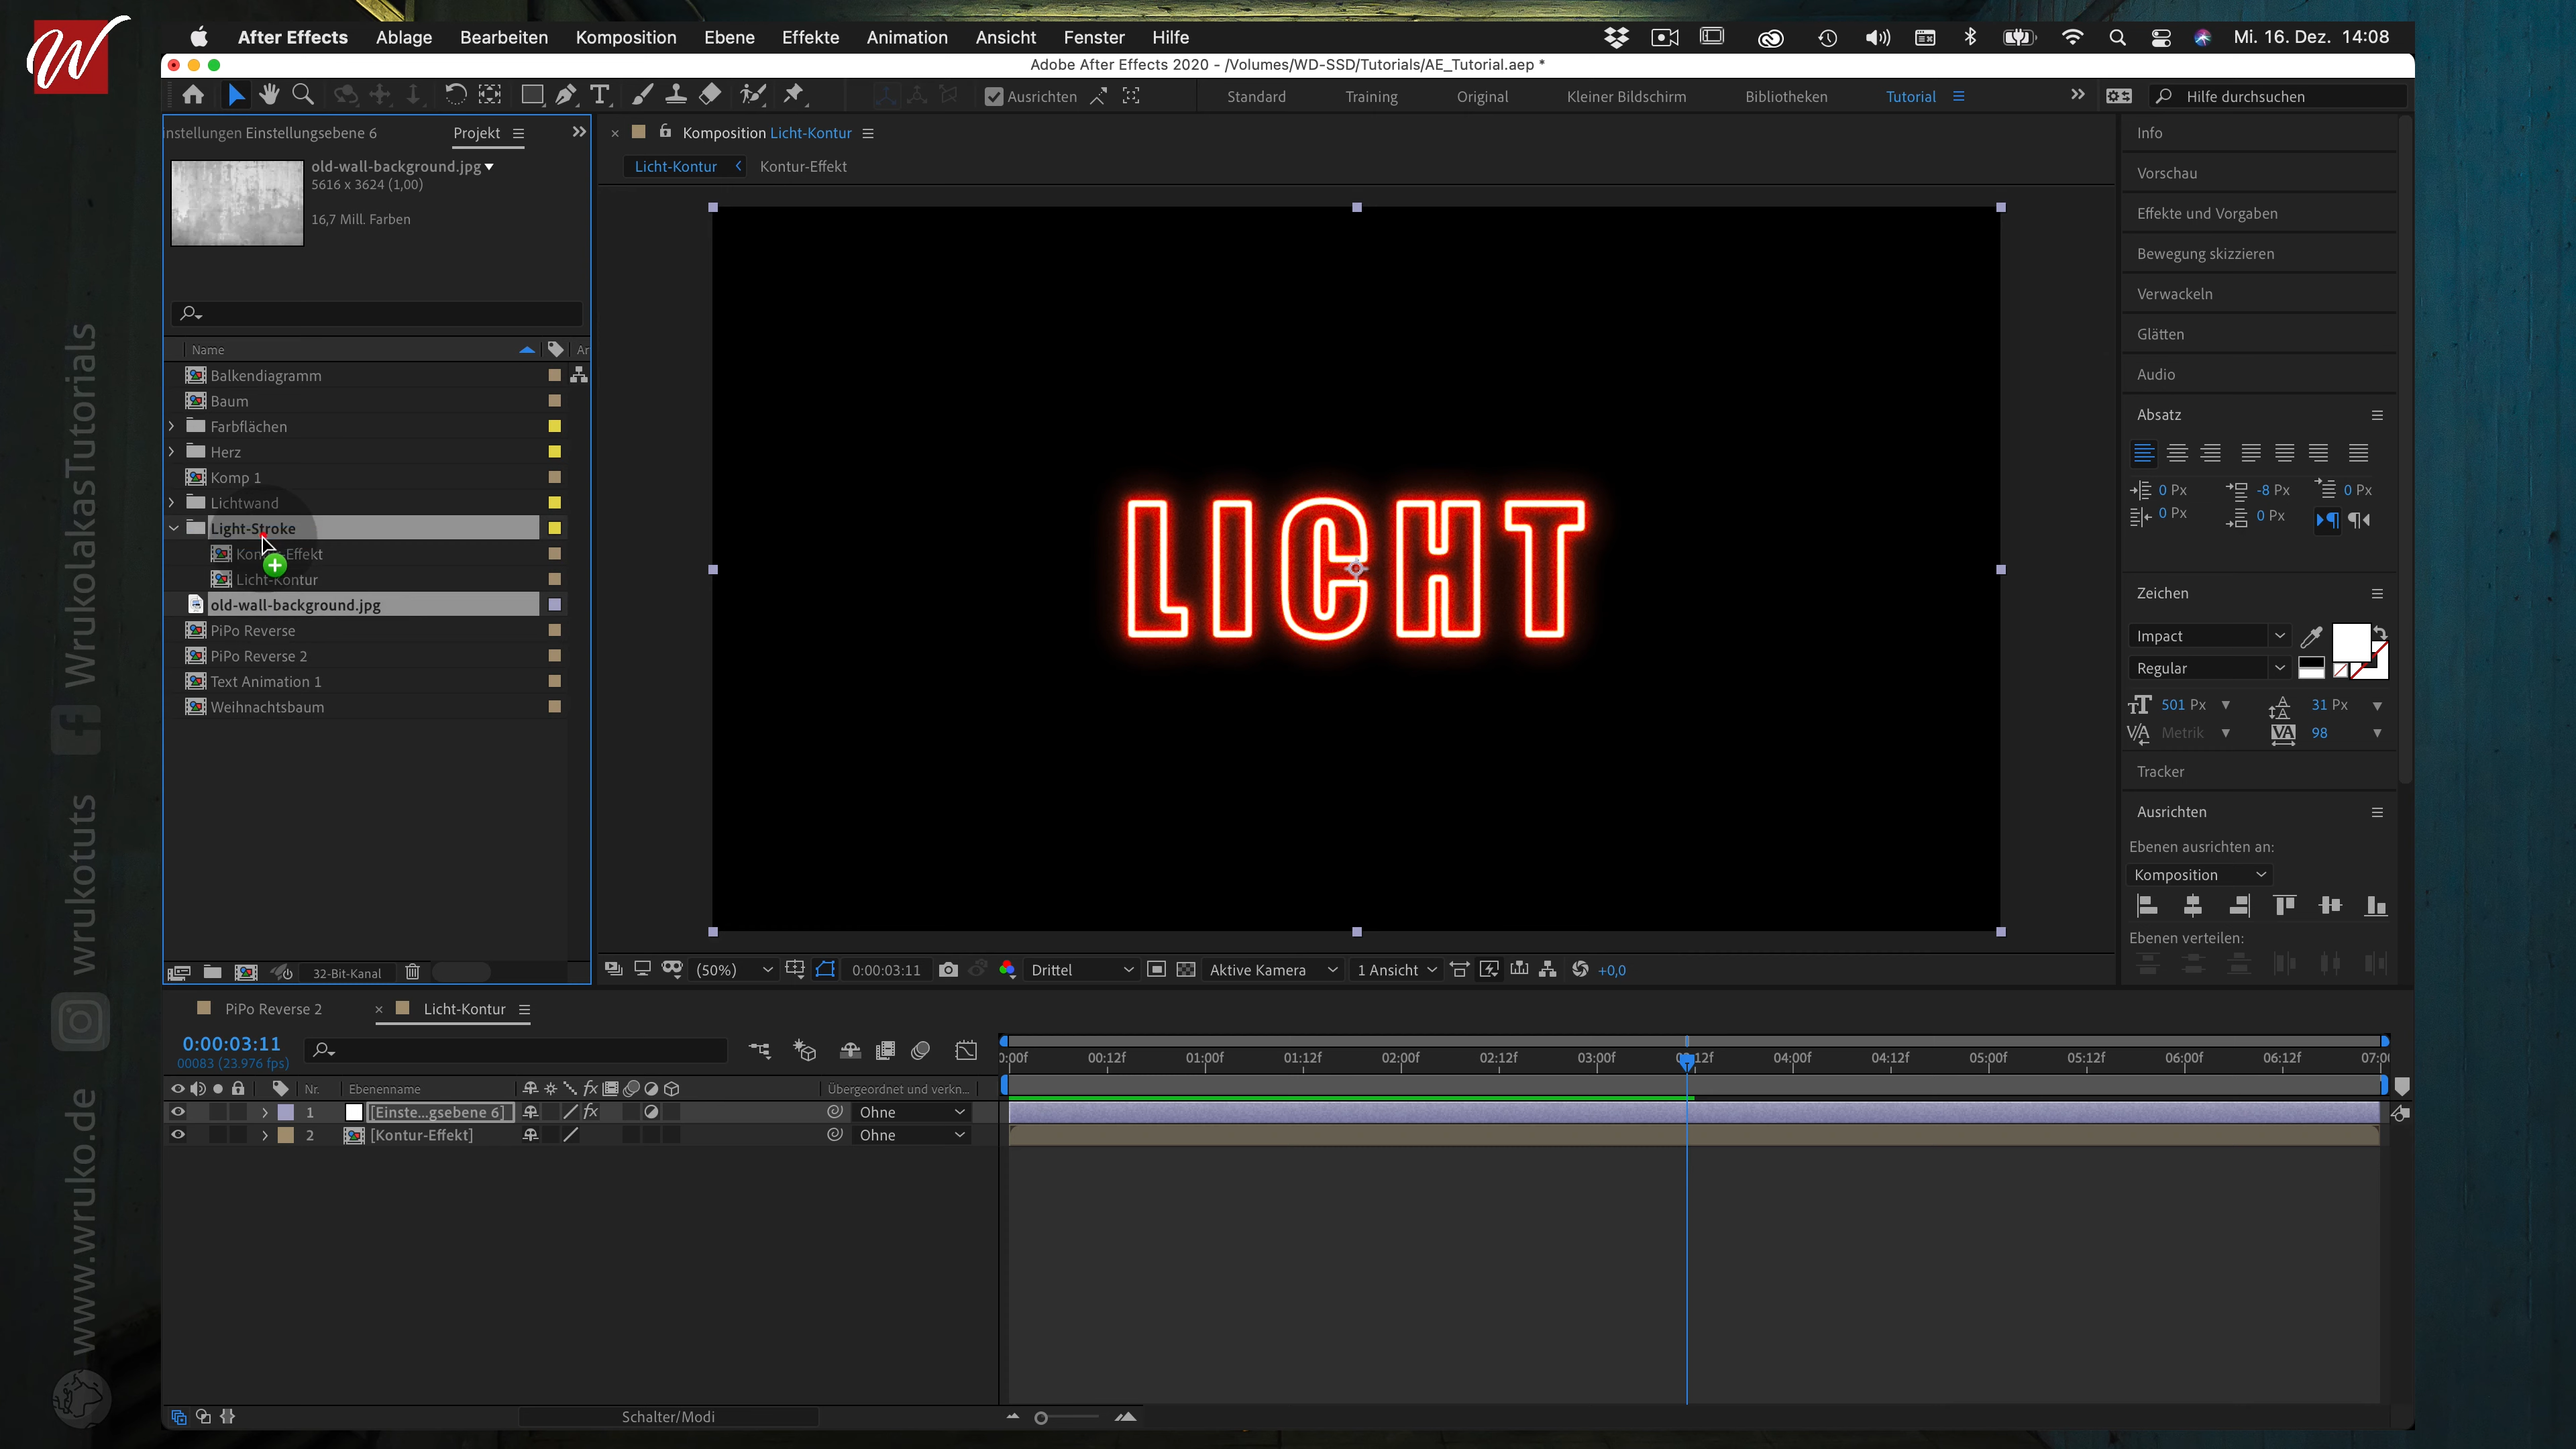 W
After Effects Ablage Bearbeiten Komposition Ebene Effekte Animation Ansicht Fenster Hilfe
Mi. 16. Dez. 14:08
Adobe After Effects 2020 - /Volumes/WD-SSD/Tutorials/AE_Tutorial.aep *
Ausrichten
Standard Training Original Kleiner Bildschirm Bibliotheken Tutorial
Hilfe durchsuchen
instellungen Einstellungsebene 6
Projekt
old-wall-background.jpg
5616 x 3624 (1,00)
16,7 Mill. Farben
Name
Ar
Balkendiagramm
Baum
Farbflächen
Herz
Komp 1
Lichtwand
Light-Stroke
Licht-Kontur
old-wall-background.jpg
PiPo Reverse
PiPo Reverse 2
Text Animation 1
Weihnachtsbaum
32-Bit-Kanal
Komposition Licht-Kontur
Licht-Kontur Kontur-Effekt
LICHT
(50%) 0:00:03:11 Drittel Aktive Kamera 1 Ansicht +0,0
Info
Vorschau
Effekte und Vorgaben
Bewegung skizzieren
Verwackeln
Glätten
Audio
Absatz
0 Px -8 Px 0 Px
0 Px 0 Px
Zeichen
Impact
Regular
501 Px 31 Px
Metrik 98
Tracker
Ausrichten
Ebenen ausrichten an:
Komposition
Ebenen verteilen:
PiPo Reverse 2 Licht-Kontur
0:00:03:11
00083 (23.976 fps)
Nr. Ebenenname Übergeordnet und verkn...
1 [Einste...gsebene 6] fx Ohne
2 [Kontur-Effekt] Ohne
:00f 00:12f 01:00f 01:12f 02:00f 02:12f 03:00f 12f 04:00f 04:12f 05:00f 05:12f 06:00f 06:12f 07:0
Schalter/Modi
WrukolakasTutorials
wrukotuts
www.wruko.de